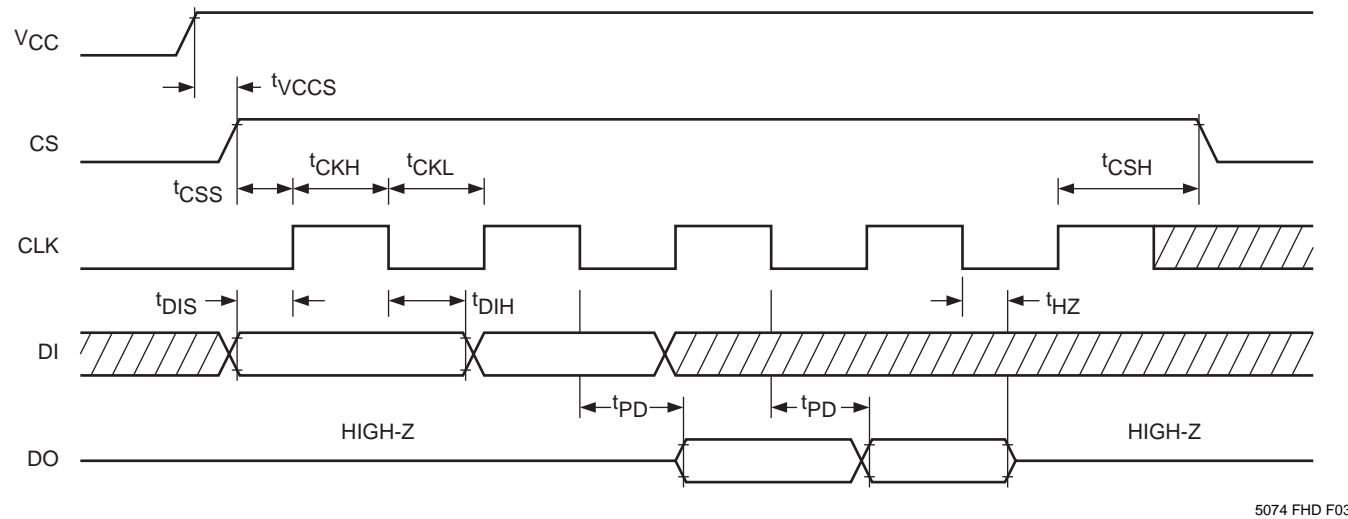 VCC
tVCCS
CS
tCSS
tCKH
tCKL
tCSH
CLK
tDIS
tDIH
tHZ
DI
tPD
tPD
HIGH-Z
HIGH-Z
DO
5074 FHD F03